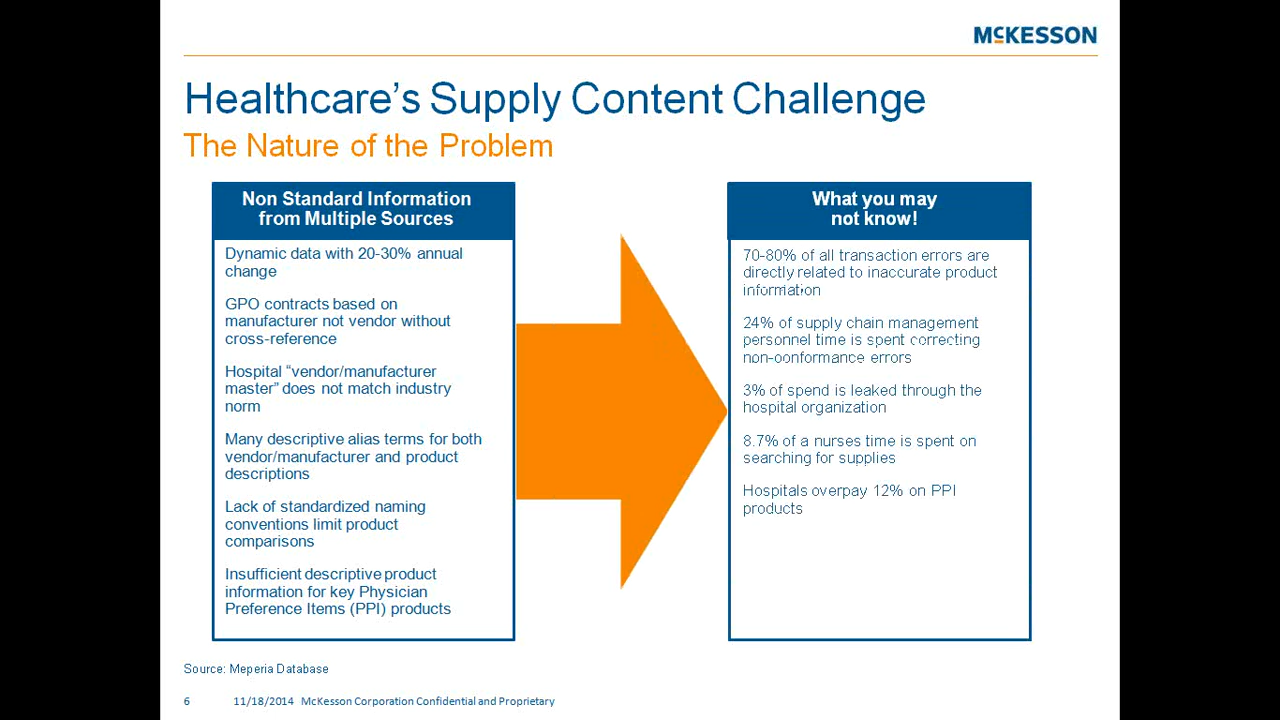 McKESSON
Healthcare's Supply Content Challenge
The Nature of the Problem
Non Standard Information
from Multiple Sources
Dynamic data with 20-30% annual
change
GPO contracts based on
manufacturer not vendor without
cross-reference
Hospital “vendor/manufacturer
master” does not match industry
norm
Many descriptive alias terms for both
vendor/manufacturer and product
descriptions
Lack of standardized naming
conventions limit product
comparisons
Insufficient descriptive product
information for key Physician
Preference Items (PPI) products
What you may
not know!
70-80% of all transaction errors are
directly related to inaccurate product
information
24% of supply chain management
personnel time is spent correcting
non-conformance errors
3% of spend is leaked through the
hospital organization
8.7% of a nurses time is spent on
searching for supplies
Hospitals overpay 12% on PPI
products
Source: Meperia Database
6 11/18/2014 McKesson Corporation Confidential and Proprietary